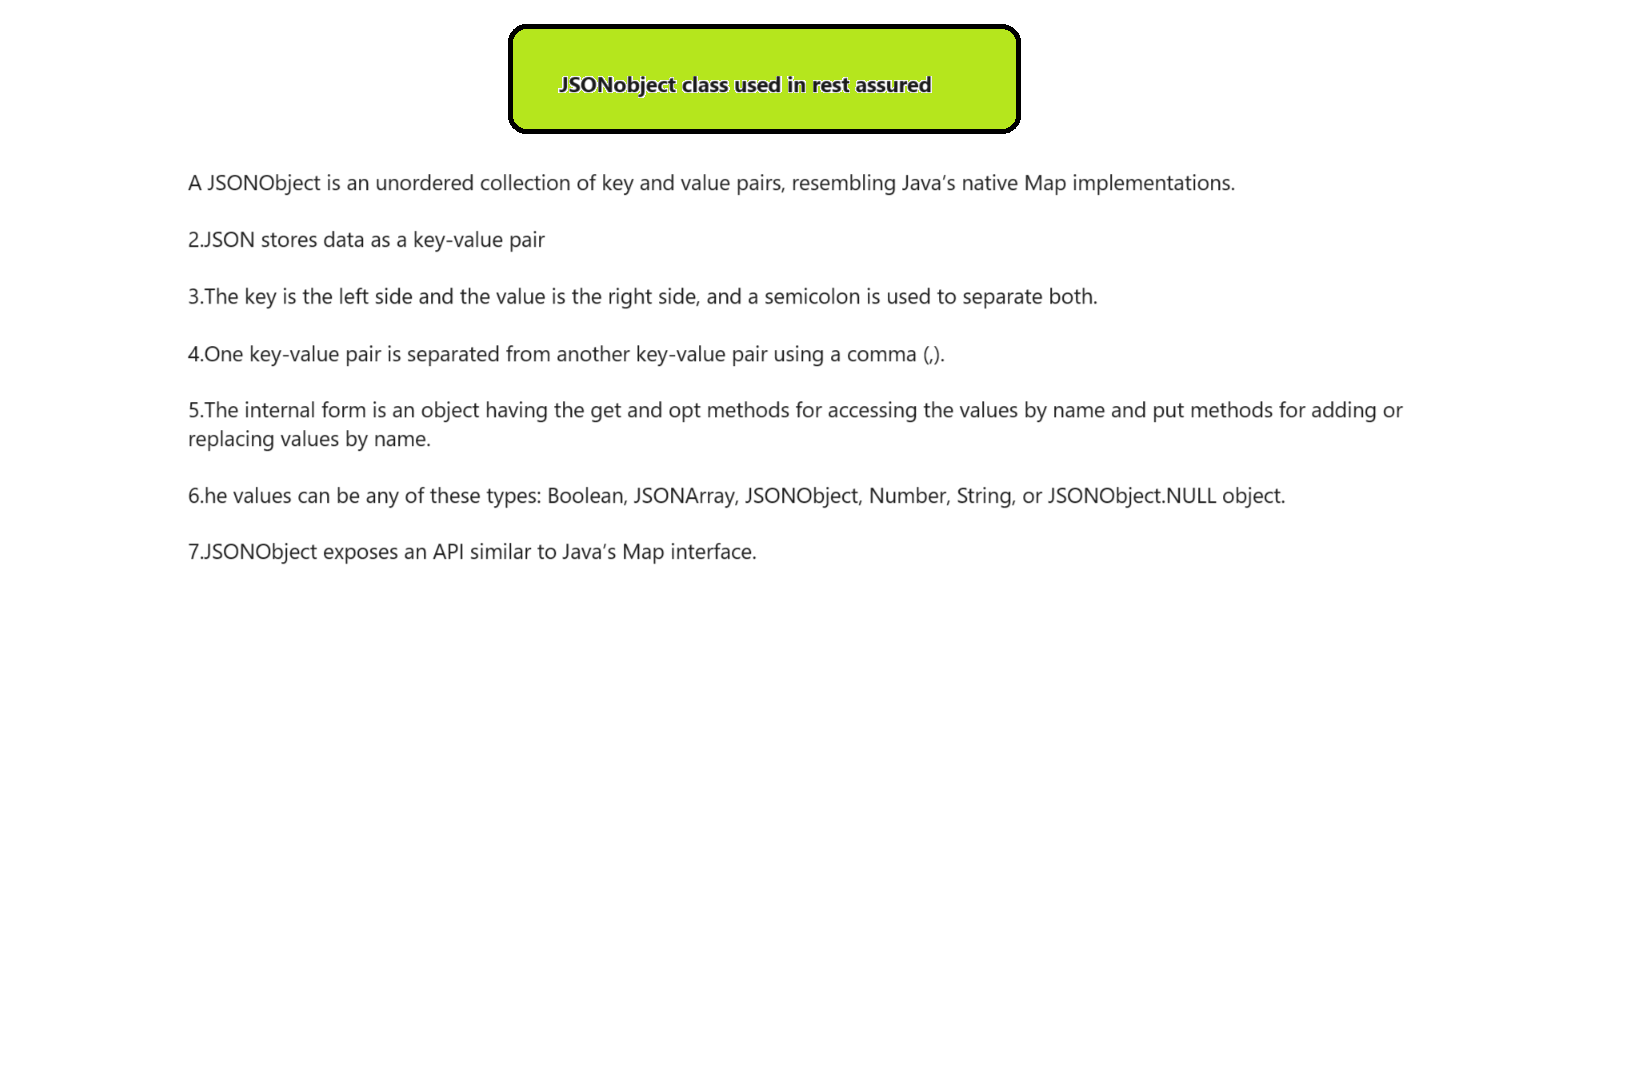 JSONobject class used in rest assured
A JSONObject is an unordered collection of key and value pairs, resembling Java’s native Map implementations.
2.JSON stores data as a key-value pair
3.The key is the left side and the value is the right side, and a semicolon is used to separate both.
4.One key-value pair is separated from another key-value pair using a comma (,).
5.The internal form is an object having the get and opt methods for accessing the values by name and put methods for adding or
replacing values by name.
6.he values can be any of these types: Boolean, JSONArray, JSONObject, Number, String, or JSONObject.NULL object.
7.JSONObject exposes an API similar to Java’s Map interface.